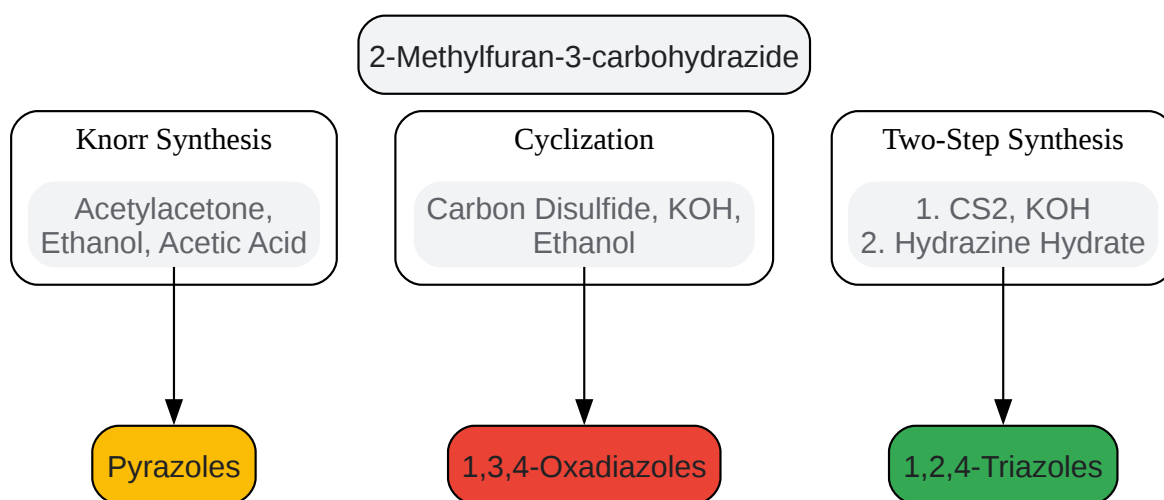 2-Methylfuran-3-carbohydrazide
Knorr Synthesis
Acetylacetone,
Ethanol, Acetic Acid
Pyrazoles
Cyclization
Carbon Disulfide, KOH,
Ethanol
1,3,4-Oxadiazoles
Two-Step Synthesis
1. CS2, KOH
2. Hydrazine Hydrate
1,2,4-Triazoles